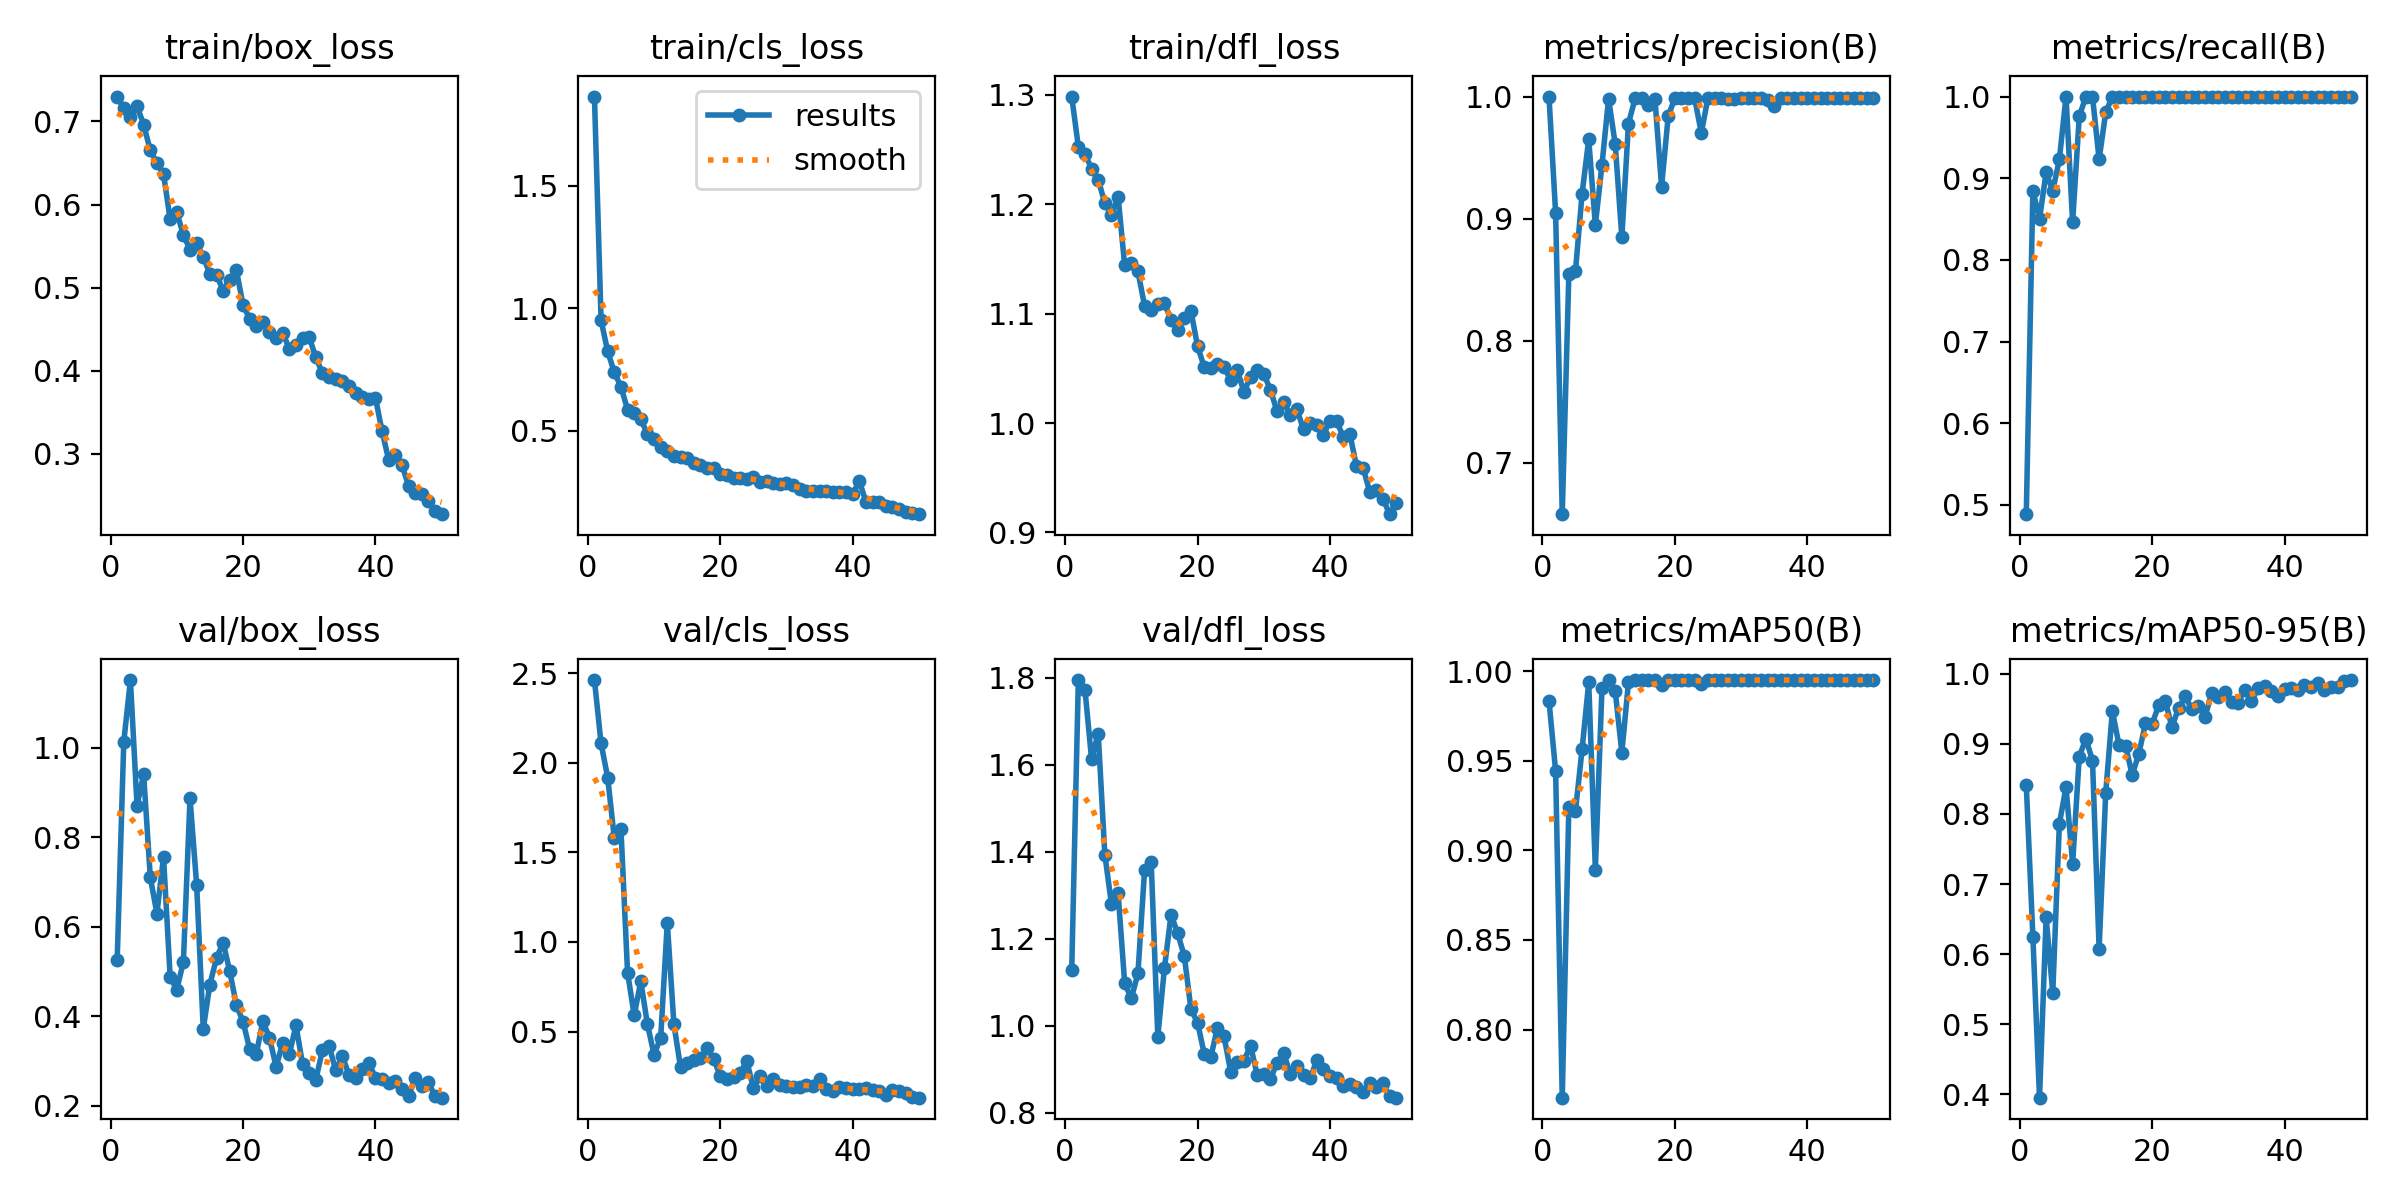 train/box_loss
0.7
0.6
0.5
0.4
0.3
0 20 40
train/cls_loss
results
smooth
1.5
1.0
0.5
0 20 40
train/dfl_loss
1.3
1.2
1.1
1.0
0.9
0 20 40
metrics/precision(B)
1.0
0.9
0.8
0.7
0 20 40
metrics/recall(B)
1.0
0.9
0.8
0.7
0.6
0.5
0 20 40
val/box_loss
1.0
0.8
0.6
0.4
0.2
0 20 40
val/cls_loss
2.5
2.0
1.5
1.0
0.5
0 20 40
val/dfl_loss
1.8
1.6
1.4
1.2
1.0
0.8
0 20 40
metrics/mAP50(B)
1.00
0.95
0.90
0.85
0.80
0 20 40
metrics/mAP50-95(B)
1.0
0.9
0.8
0.7
0.6
0.5
0.4
0 20 40